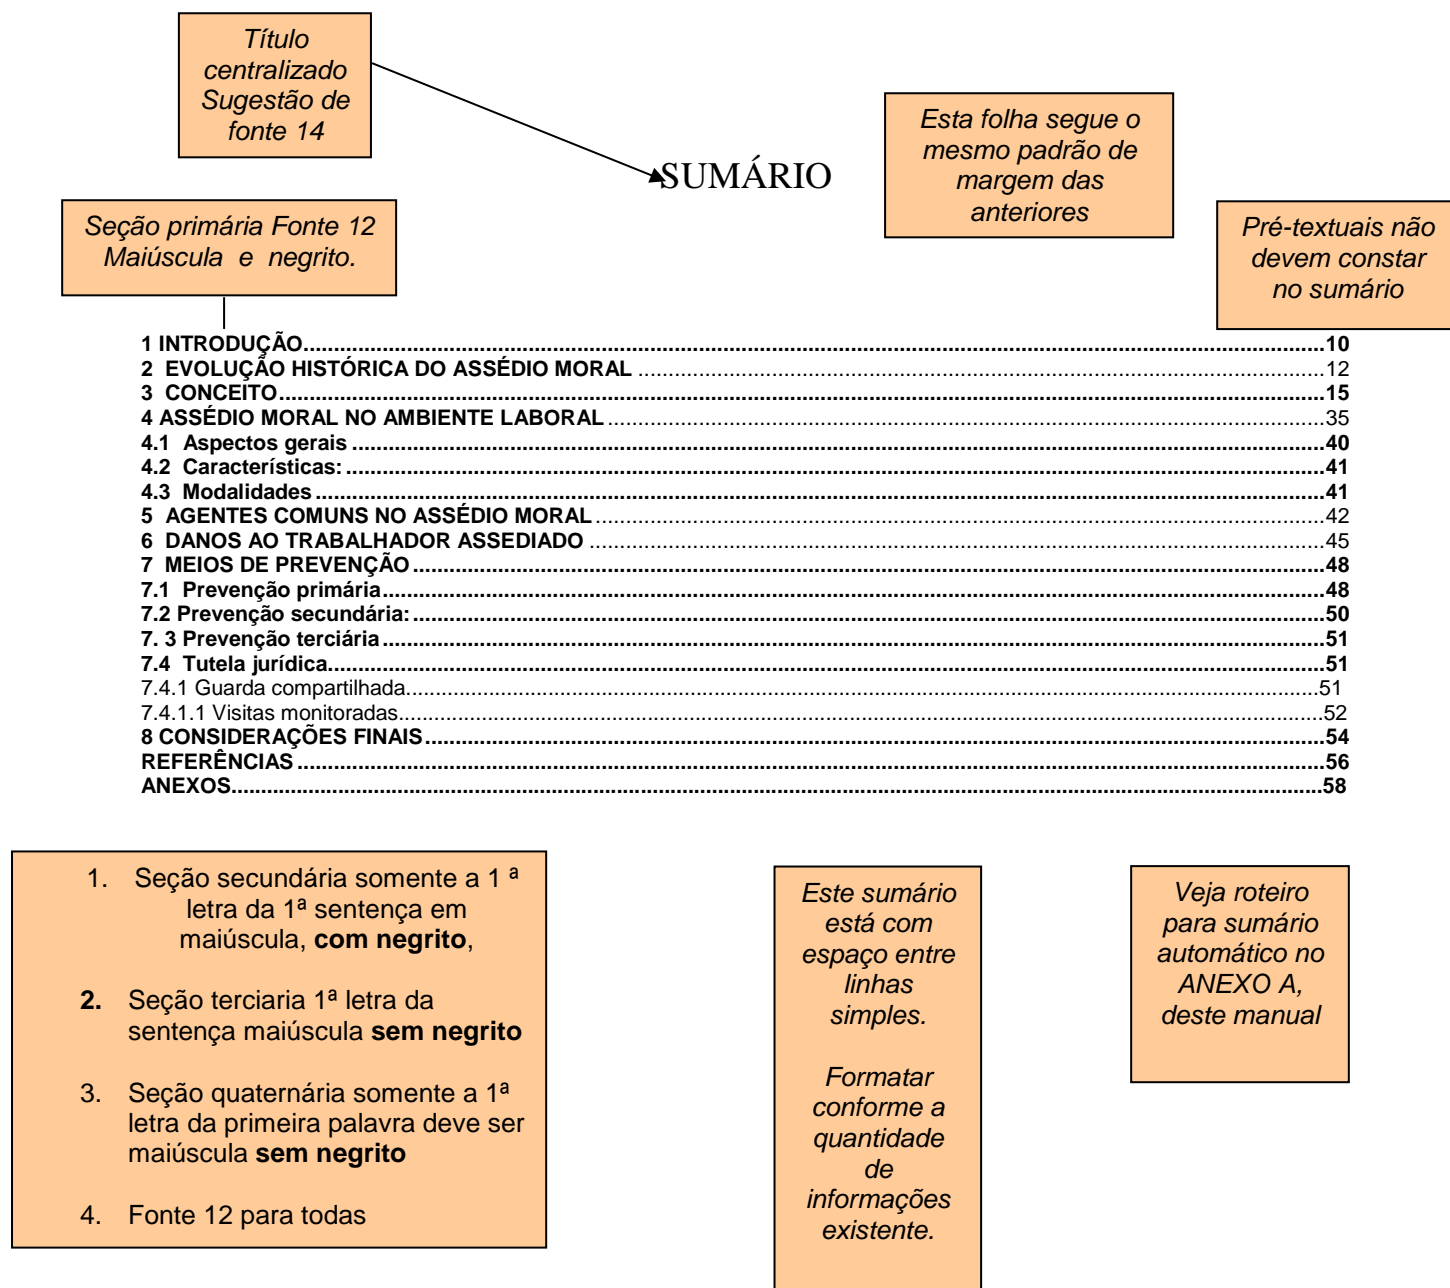 Título
centralizado
Sugestão de
fonte 14
Esta folha segue o
mesmo padrão de
margem das
anteriores
SUMÁRIO
Seção primária Fonte 12
Maiúscula e negrito.
Pré-textuais não
devem constar
no sumário
1 INTRODUÇÃO..........10
2 EVOLUÇÃO HISTÓRICA DO ASSÉDIO MORAL..........12
3 CONCEITO..........15
4 ASSÉDIO MORAL NO AMBIENTE LABORAL..........35
4.1 Aspectos gerais..........40
4.2 Características:..........41
4.3 Modalidades..........41
5 AGENTES COMUNS NO ASSÉDIO MORAL..........42
6 DANOS AO TRABALHADOR ASSEDIADO..........45
7 MEIOS DE PREVENÇÃO..........48
7.1 Prevenção primária..........48
7.2 Prevenção secundária:..........50
7. 3 Prevenção terciária..........51
7.4 Tutela jurídica..........51
7.4.1 Guarda compartilhada..........51
7.4.1.1 Visitas monitoradas..........52
8 CONSIDERAÇÕES FINAIS..........54
REFERÊNCIAS..........56
ANEXOS..........58
1. Seção secundária somente a 1 ª
letra da 1ª sentença em
maiúscula, com negrito,
2. Seção terciaria 1ª letra da
sentença maiúscula sem negrito
3. Seção quaternária somente a 1ª
letra da primeira palavra deve ser
maiúscula sem negrito
4. Fonte 12 para todas
Este sumário
está com
espaço entre
linhas
simples.
Formatar
conforme a
quantidade
de
informações
existente.
Veja roteiro
para sumário
automático no
ANEXO A,
deste manual